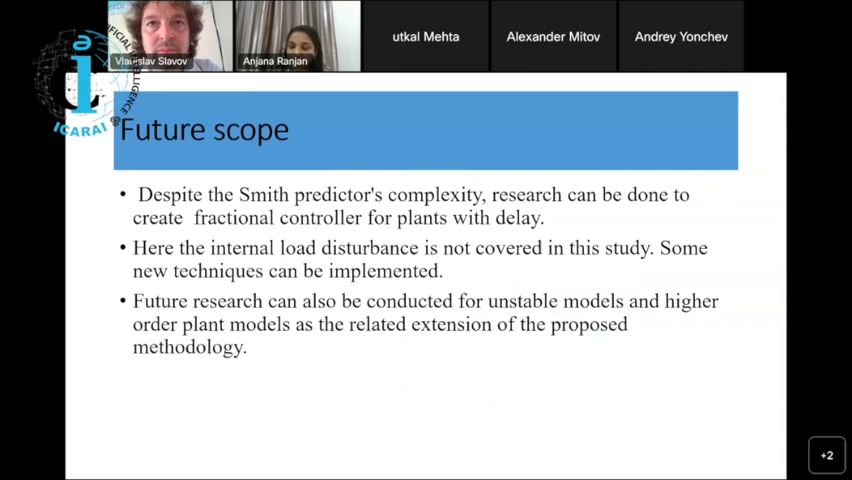 Vladislav Slavov
Anjana Ranjan
utkal Mehta
Alexander Mitov
Andrey Yonchev
ARTIFICIAL INTELLIGENCE
ICARAI
Future scope
• Despite the Smith predictor's complexity, research can be done to
create fractional controller for plants with delay.
• Here the internal load disturbance is not covered in this study. Some
new techniques can be implemented.
• Future research can also be conducted for unstable models and higher
order plant models as the related extension of the proposed
methodology.
+2